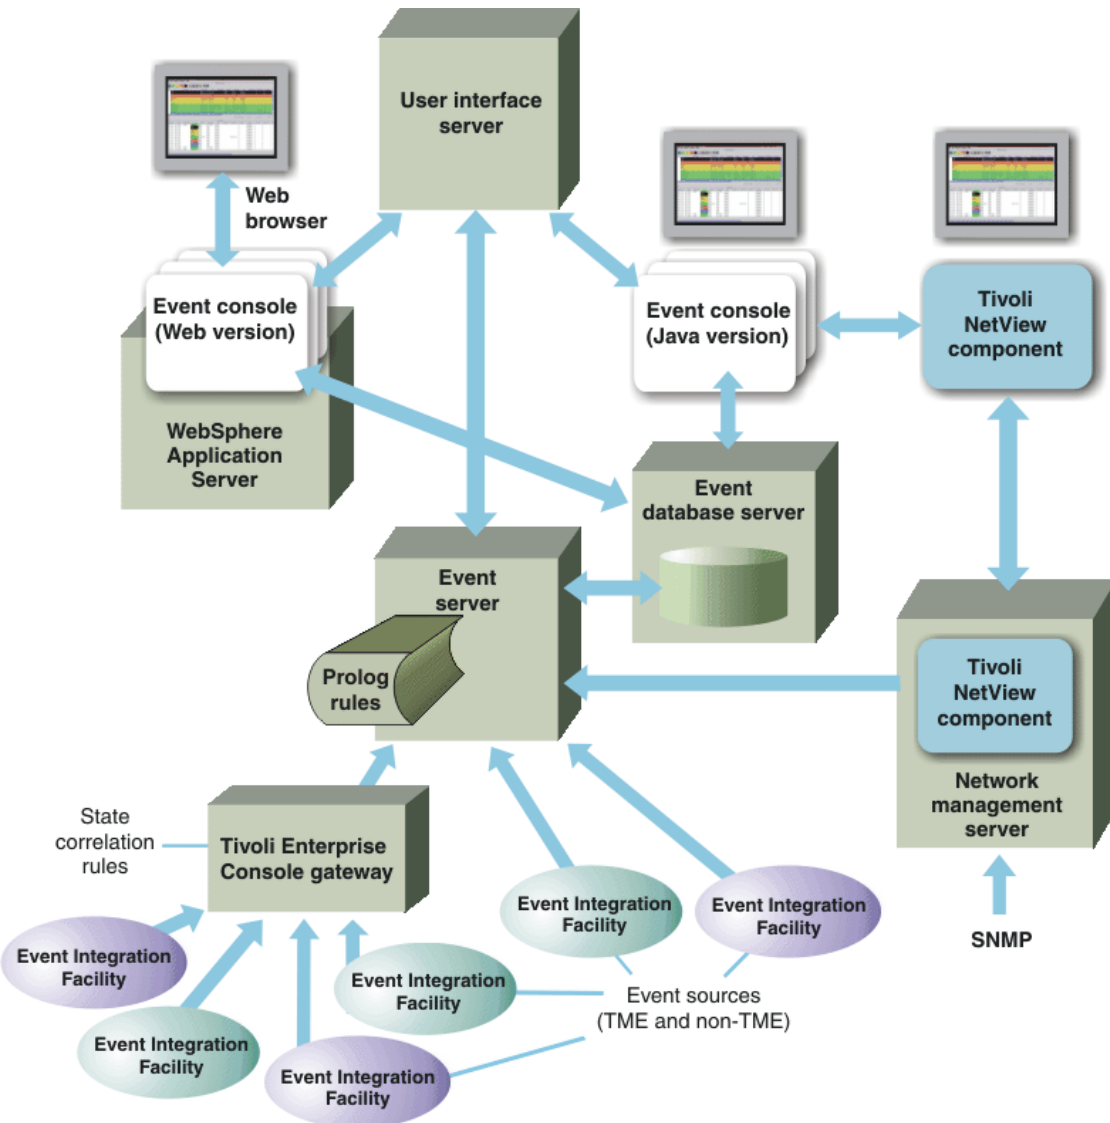 User interface
server
Web
browser
Event console
(Web version)
Event console
(Java version)
Tivoli
NetView
component
WebSphere
Application
Server
Event
database server
Event
server
Prolog
rules
Tivoli
NetView
component
Network
management
server
State
correlation
rules
Tivoli Enterprise
Console gateway
Event Integration
Facility
Event Integration
Facility
SNMP
Event Integration
Facility
Event Integration
Facility
Event sources
(TME and non-TME)
Event Integration
Facility
Event Integration
Facility